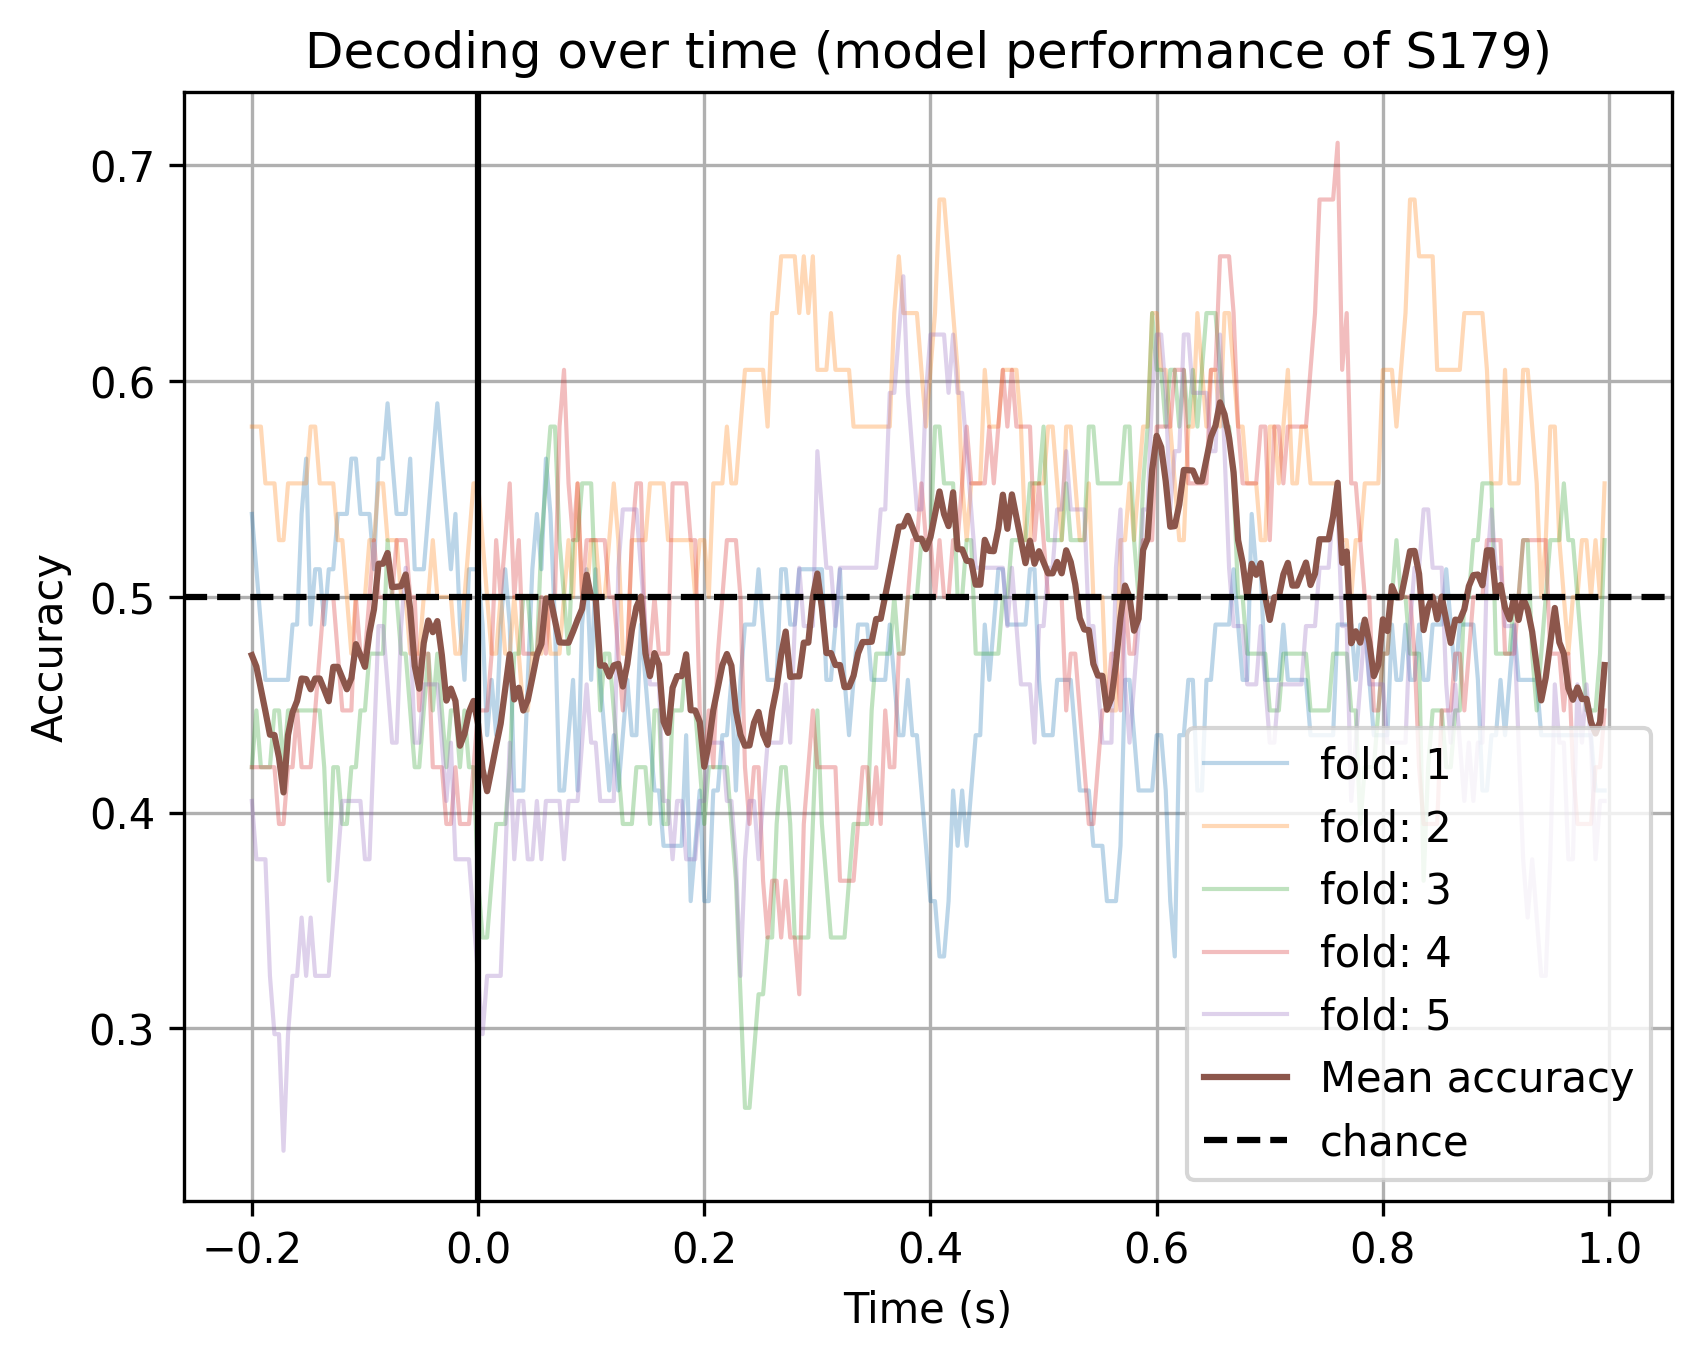 Decoding over time (model performance of S179)
Accuracy
0.7
0.6
0.5
0.4
0.3
−0.2 0.0 0.2 0.4 0.6 0.8 1.0
Time (s)
fold: 1
fold: 2
fold: 3
fold: 4
fold: 5
Mean accuracy
chance